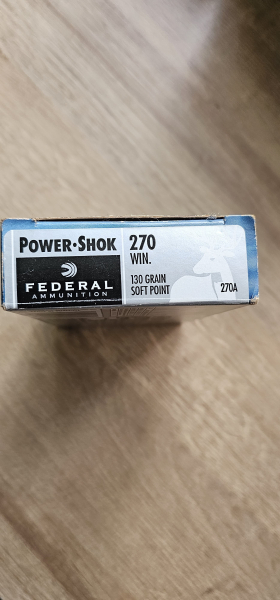 POWER·SHOK
FEDERAL
AMMUNITION
270
WIN.
130 GRAIN
SOFT POINT
270A